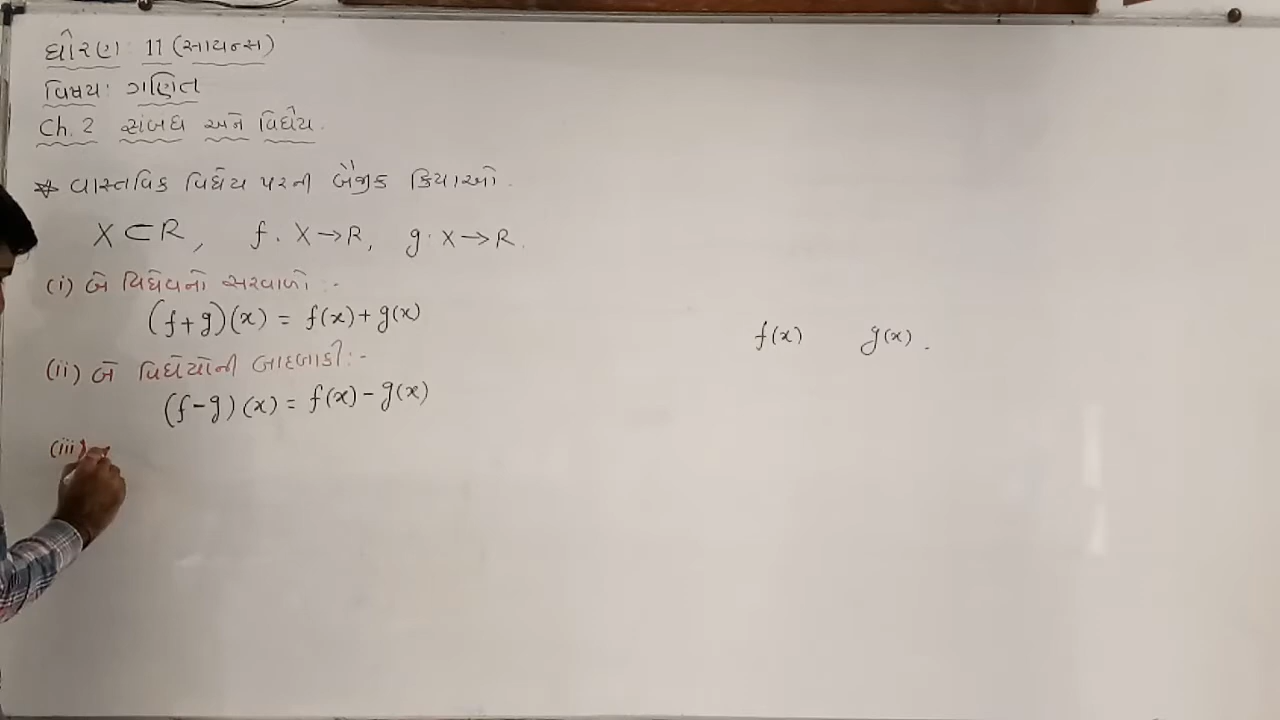 ધોરણ : 11 (સાયન્સ)
વિષય : ગણિત
Ch. 2 સંબંધ અને વિધેય.
* વાસ્તવિક વિધેય પરની બૈજીક ક્રિયાઓ.
X ⊂ R, f : X → R, g : X → R.
(i) બે વિધેયનો સરવાળો :-
(f+g)(x) = f(x) + g(x)
f(x) g(x).
(ii) બે વિધેયોની બાદબાકી :-
(f-g)(x) = f(x) - g(x)
(iii)